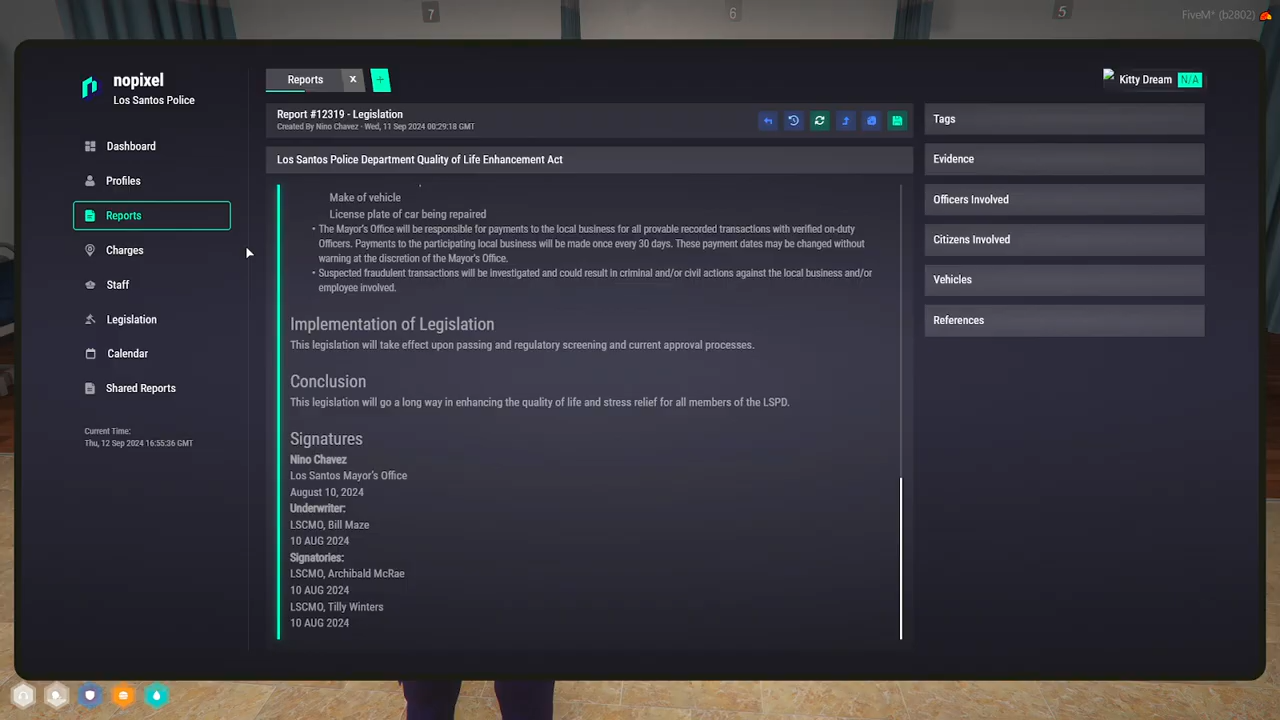 7
6
5
FiveM* (b2802)
nopixel
Los Santos Police
Reports
x
+
Kitty Dream N/A
Report #12319 - Legislation
Created By Nino Chavez - Wed, 11 Sep 2024 00:29:18 GMT
Los Santos Police Department Quality of Life Enhancement Act
Dashboard
Profiles
Reports
Charges
Staff
Legislation
Calendar
Shared Reports
Current Time:
Thu, 12 Sep 2024 16:55:36 GMT
Make of vehicle
License plate of car being repaired
• The Mayor's Office will be responsible for payments to the local business for all provable recorded transactions with verified on-duty
Officers. Payments to the participating local business will be made once every 30 days. These payment dates may be changed without
warning at the discretion of the Mayor's Office.
• Suspected fraudulent transactions will be investigated and could result in criminal and/or civil actions against the local business and/or
employee involved.
Implementation of Legislation
This legislation will take effect upon passing and regulatory screening and current approval processes.
Conclusion
This legislation will go a long way in enhancing the quality of life and stress relief for all members of the LSPD.
Signatures
Nino Chavez
Los Santos Mayor's Office
August 10, 2024
Underwriter:
LSCMO, Bill Maze
10 AUG 2024
Signatories:
LSCMO, Archibald McRae
10 AUG 2024
LSCMO, Tilly Winters
10 AUG 2024
Tags
Evidence
Officers Involved
Citizens Involved
Vehicles
References